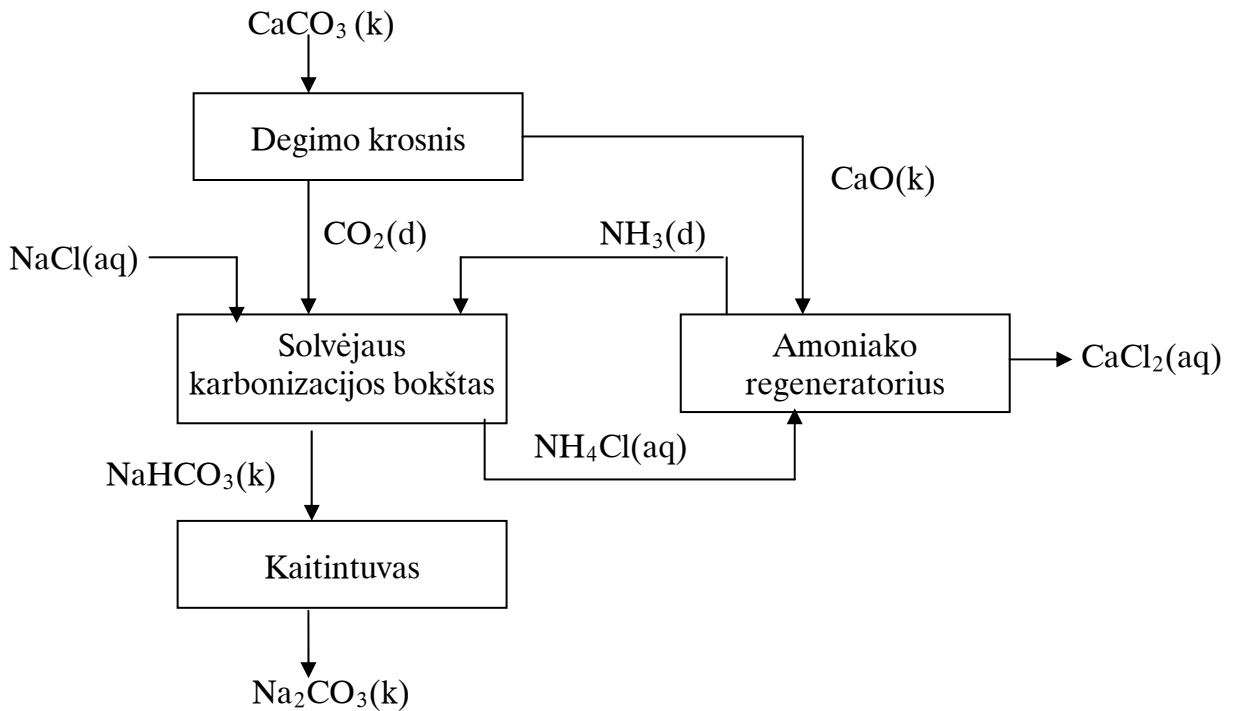 CaCO₃ (k)
Degimo krosnis
CaO(k)
CO₂(d)
NH₃(d)
NaCl(aq)
Solvėjaus
karbonizacijos bokštas
Amoniako
regeneratorius
CaCl₂(aq)
NH₄Cl(aq)
NaHCO₃(k)
Kaitintuvas
Na₂CO₃(k)